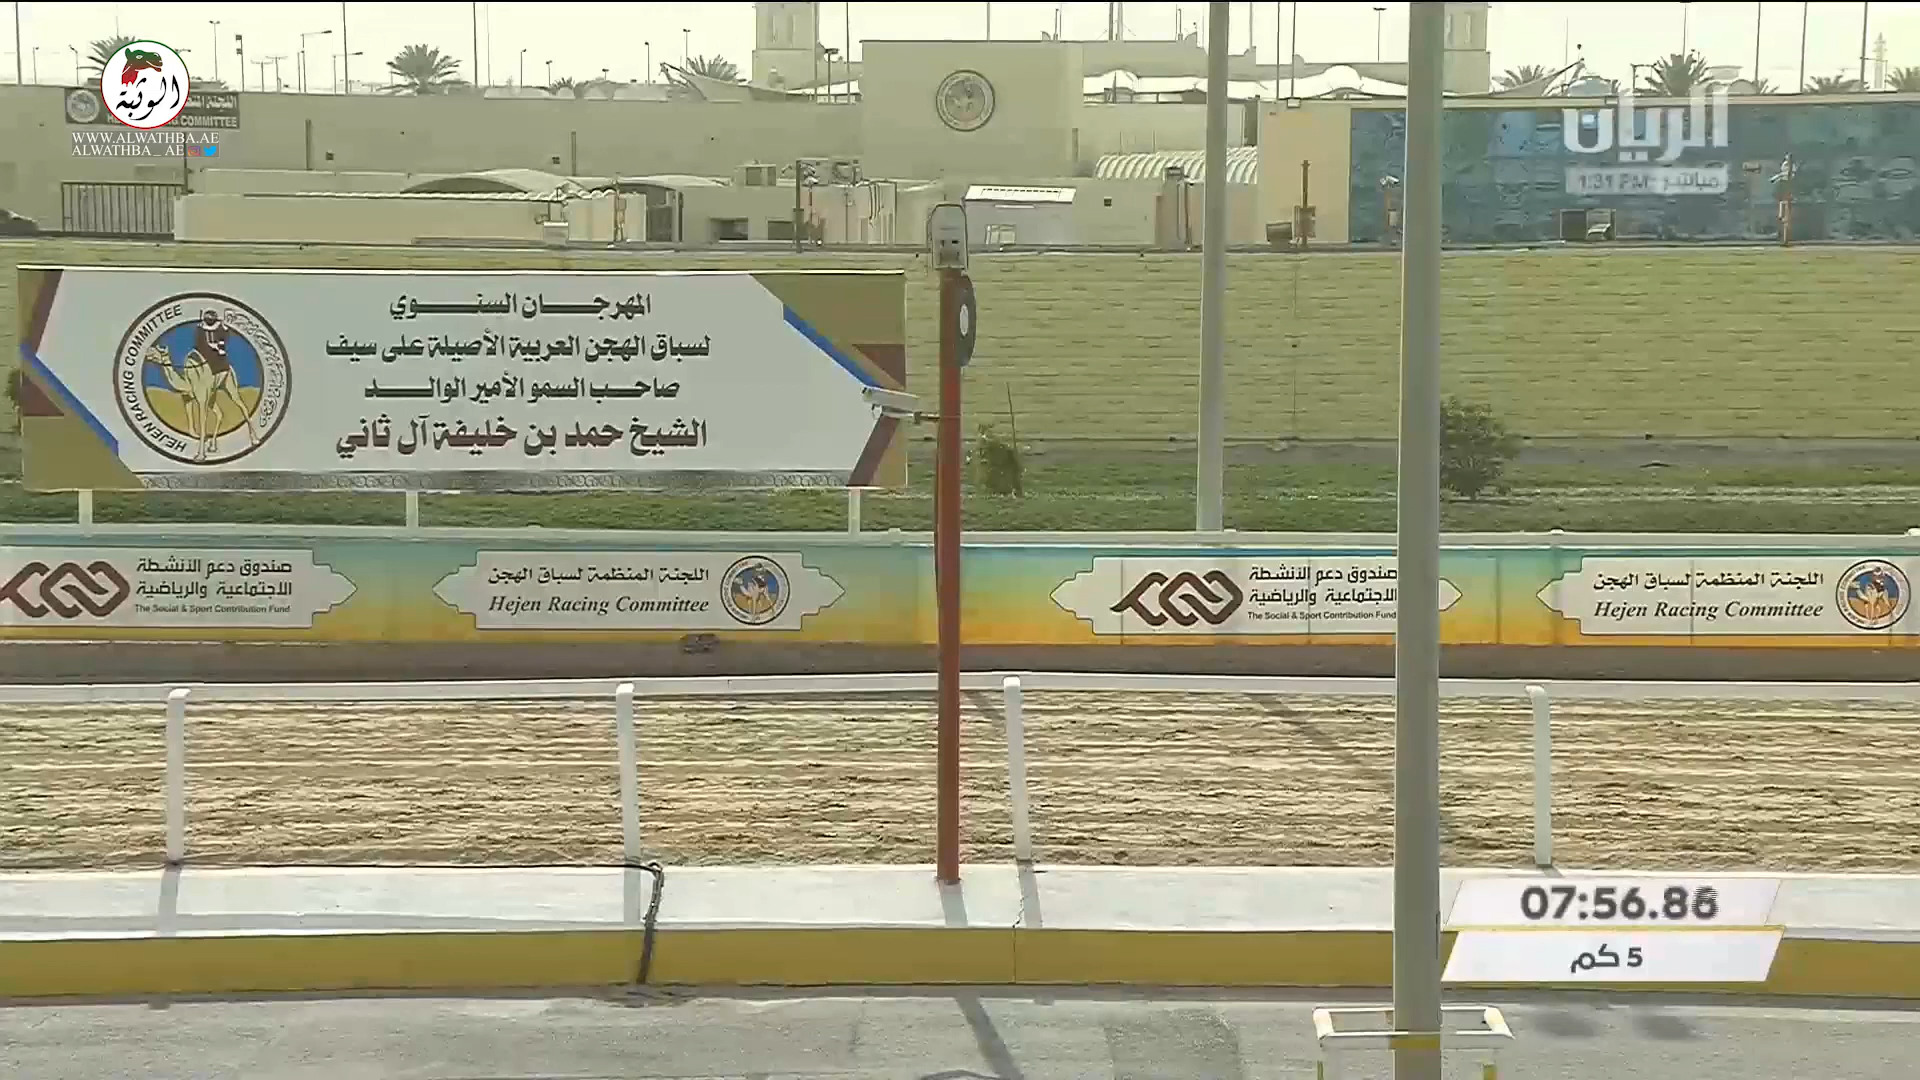 الوثبة
WWW.ALWATHBA.AE
ALWATHBA_AE
الريان
مباشر 1:31 PM
المهرجان السنوي
لسباق الهجن العربية الأصيلة على سيف
صاحب السمو الأمير الوالد
الشيخ حمد بن خليفة آل ثاني
HEJEN RACING COMMITTEE
صندوق دعم الأنشطة
الاجتماعية والرياضية
The Social & Sport Contribution Fund
اللجنة المنظمة لسباق الهجن
Hejen Racing Committee
صندوق دعم الأنشطة
الاجتماعية والرياضية
The Social & Sport Contribution Fund
اللجنة المنظمة لسباق الهجن
Hejen Racing Committee
07:56.86
5 كم